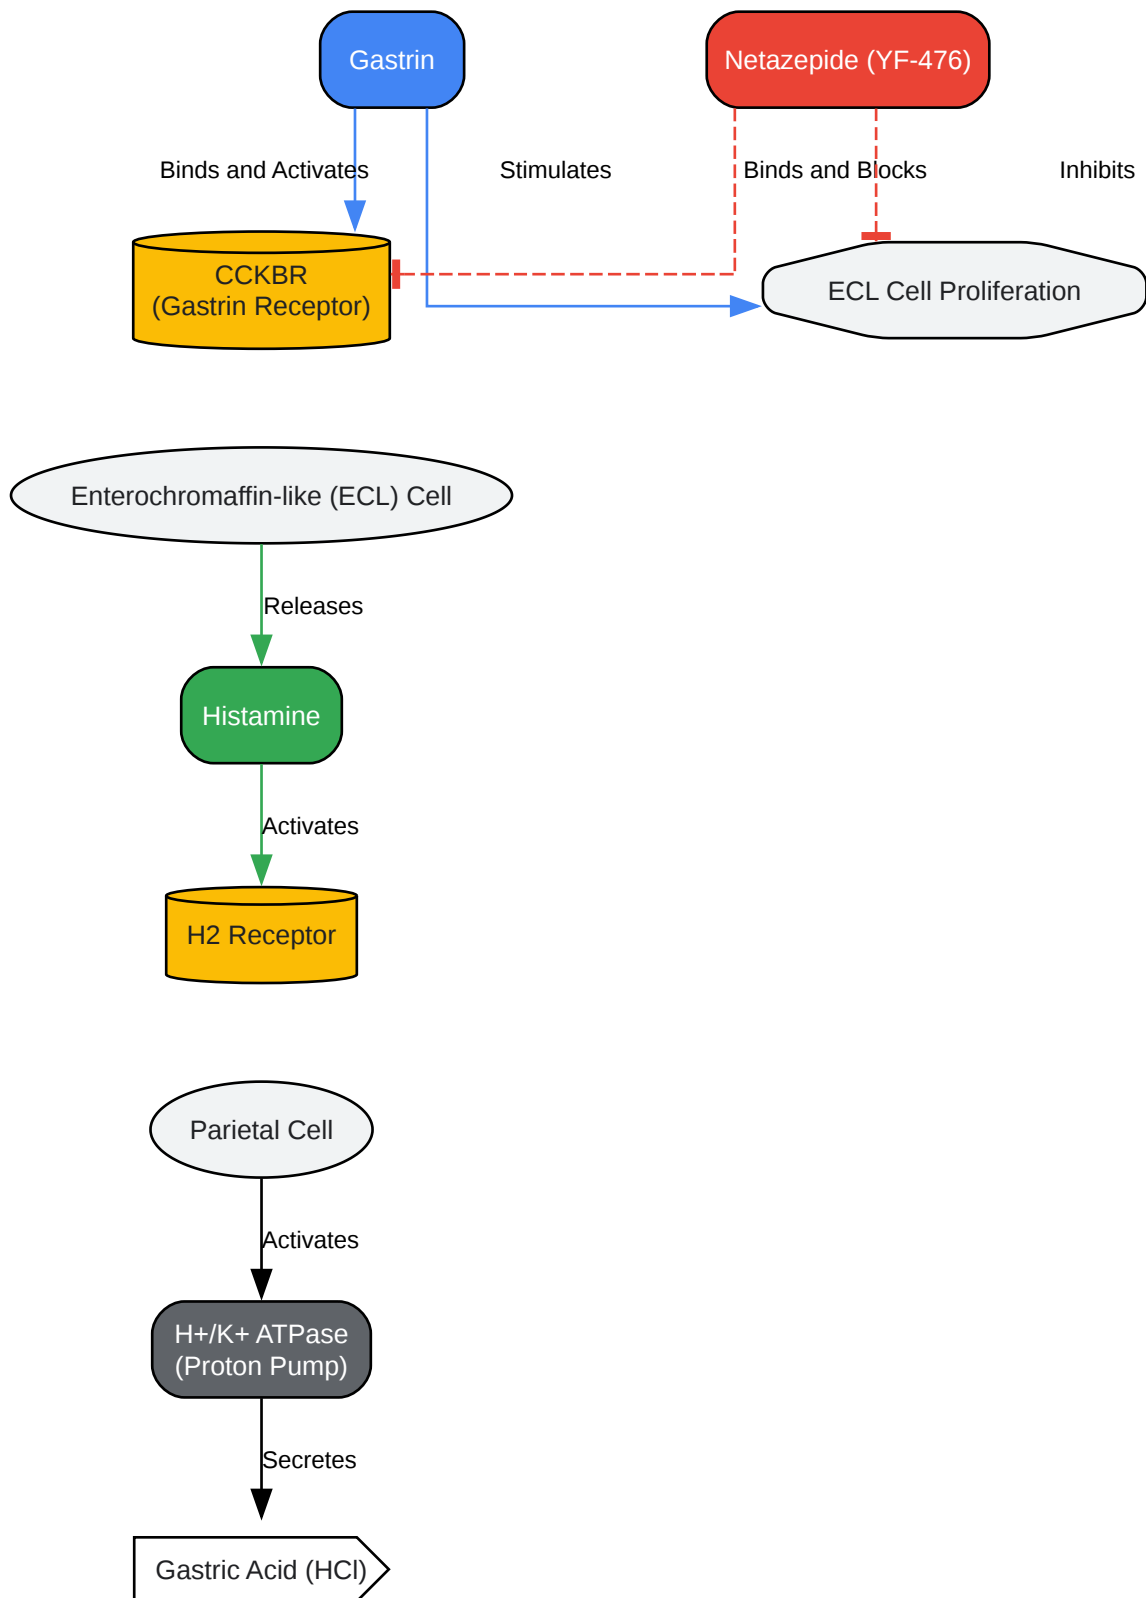 Gastrin
Netazepide (YF-476)
Binds and Activates
Stimulates
Binds and Blocks
Inhibits
CCKBR
(Gastrin Receptor)
ECL Cell Proliferation
Enterochromaffin-like (ECL) Cell
Releases
Histamine
Activates
H2 Receptor
Parietal Cell
Activates
H+/K+ ATPase
(Proton Pump)
Secretes
Gastric Acid (HCl)